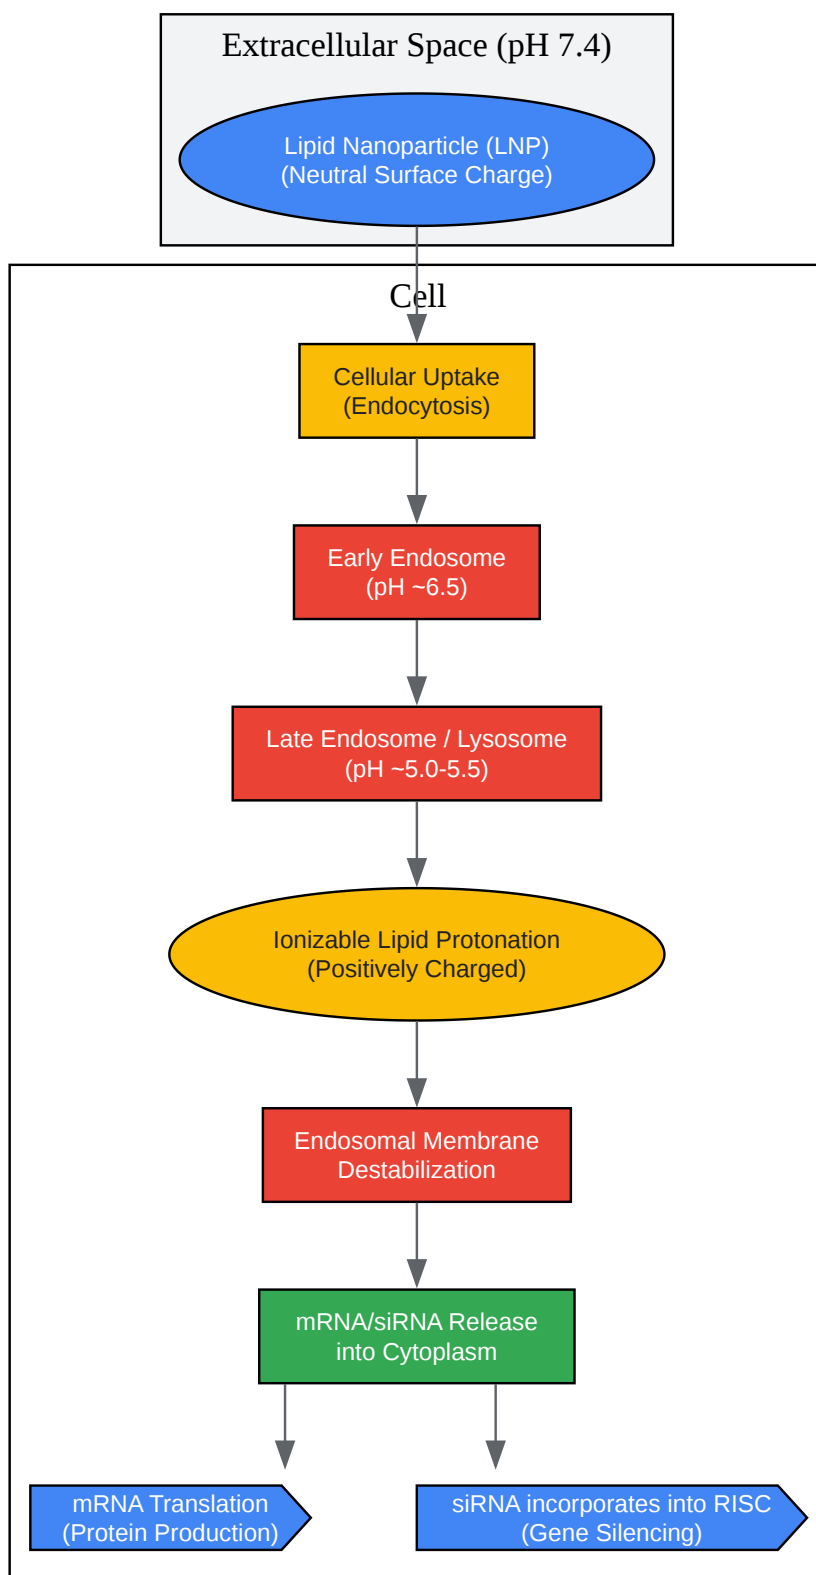 Extracellular Space (pH 7.4)
Lipid Nanoparticle (LNP)
(Neutral Surface Charge)
Cell
Cellular Uptake
(Endocytosis)
Early Endosome
(pH ~6.5)
Late Endosome / Lysosome
(pH ~5.0-5.5)
Ionizable Lipid Protonation
(Positively Charged)
Endosomal Membrane
Destabilization
mRNA/siRNA Release
into Cytoplasm
mRNA Translation
(Protein Production)
siRNA incorporates into RISC
(Gene Silencing)